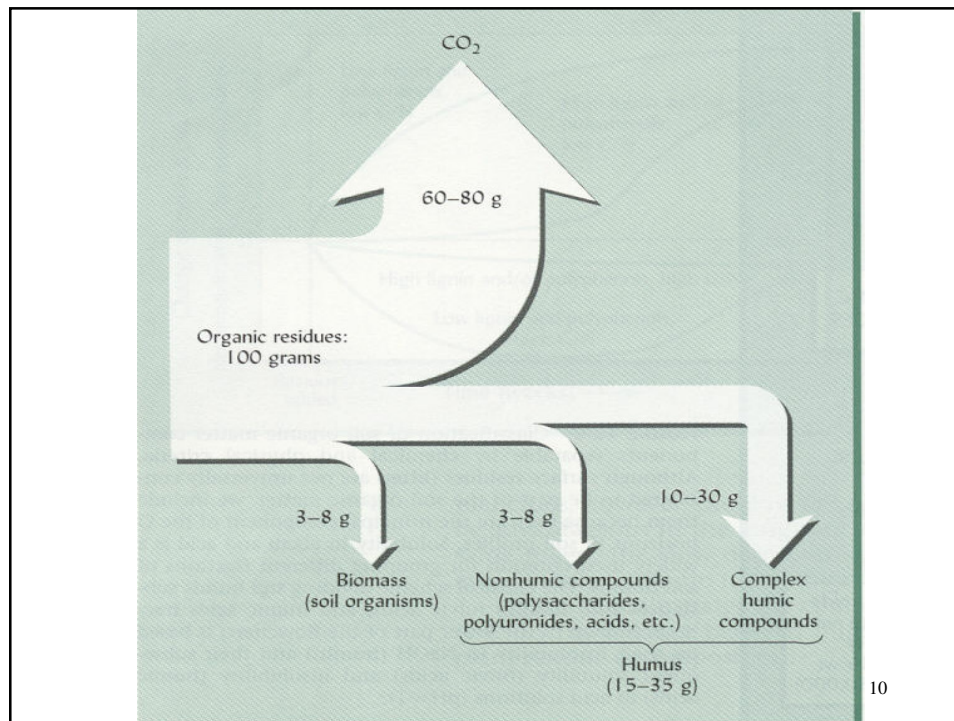 CO₂
60–80 g
Organic residues:
100 grams
3–8 g
3–8 g
10–30 g
Biomass
(soil organisms)
Nonhumic compounds
(polysaccharides,
polyuronides, acids, etc.)
Complex
humic
compounds
Humus
(15–35 g)
10